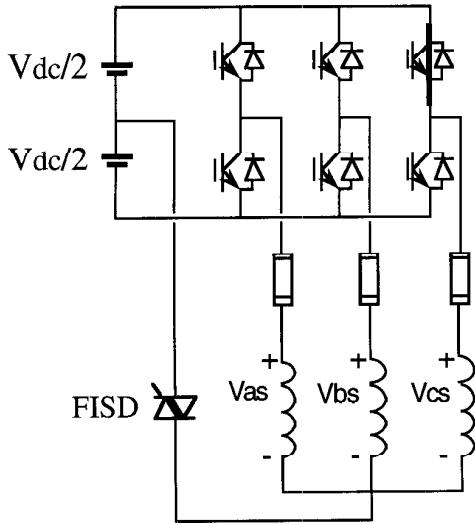 Vdc/2
Vdc/2
FISD
+ + +
Vas Vbs Vcs
- - -